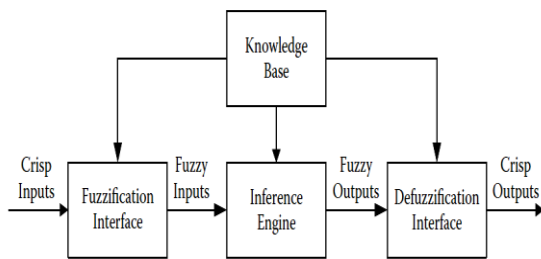 Knowledge
Base
Crisp
Inputs
Fuzzification
Interface
Fuzzy
Inputs
Inference
Engine
Fuzzy
Outputs
Defuzzification
Interface
Crisp
Outputs